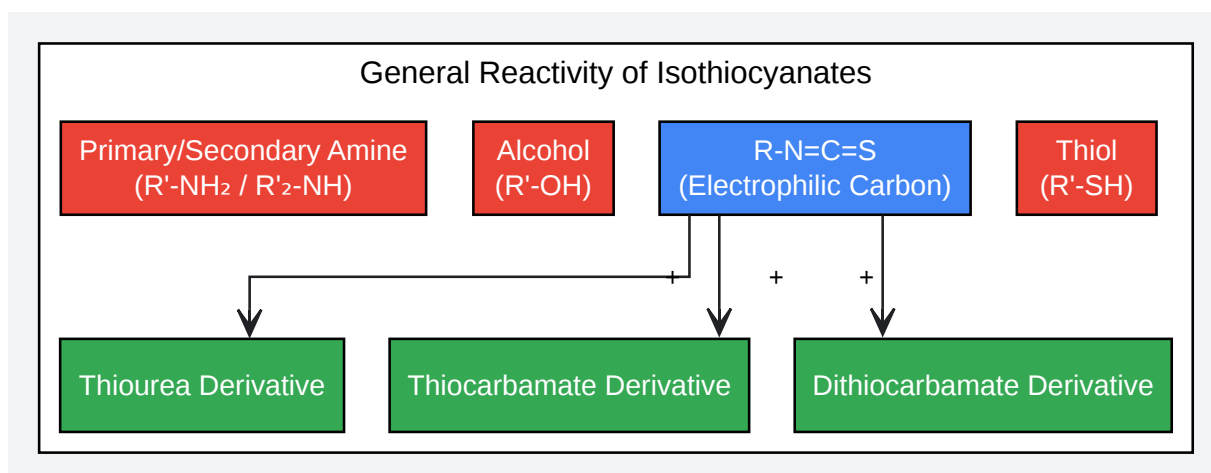 General Reactivity of Isothiocyanates
Primary/Secondary Amine
(R'-NH₂ / R'₂-NH)
Alcohol
(R'-OH)
R-N=C=S
(Electrophilic Carbon)
Thiol
(R'-SH)
+
+
+
Thiourea Derivative
Thiocarbamate Derivative
Dithiocarbamate Derivative